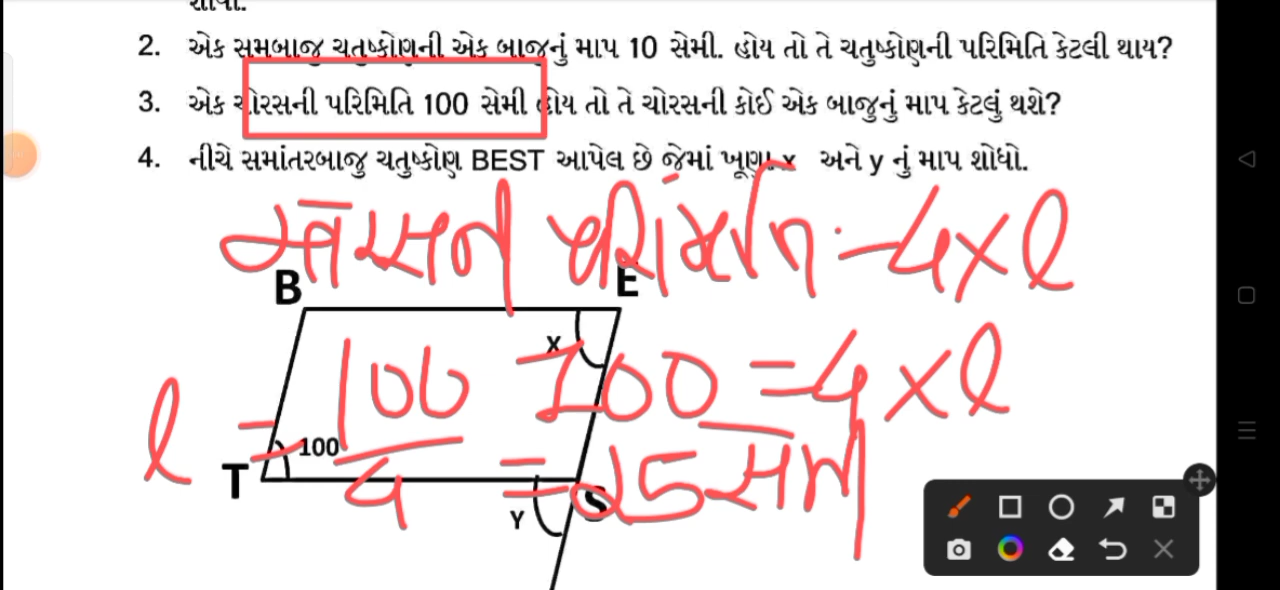 2. એક સમબાજુ ચતુષ્કોણની એક બાજુનું માપ 10 સેમી. હોય તો તે ચતુષ્કોણની પરિમિતિ કેટલી થાય?
3. એક ચોરસની પરિમિતિ 100 સેમી હોય તો તે ચોરસની કોઈ એક બાજુનું માપ કેટલું થશે?
4. નીચે સમાંતરબાજુ ચતુષ્કોણ BEST આપેલ છે જેમાં ખૂણા x અને y નું માપ શોધો.
પરિમિતિ = 4 × l
B E
X
100 = 4 × l
l = 100 / 4 = 25 સેમી
100
T S
Y